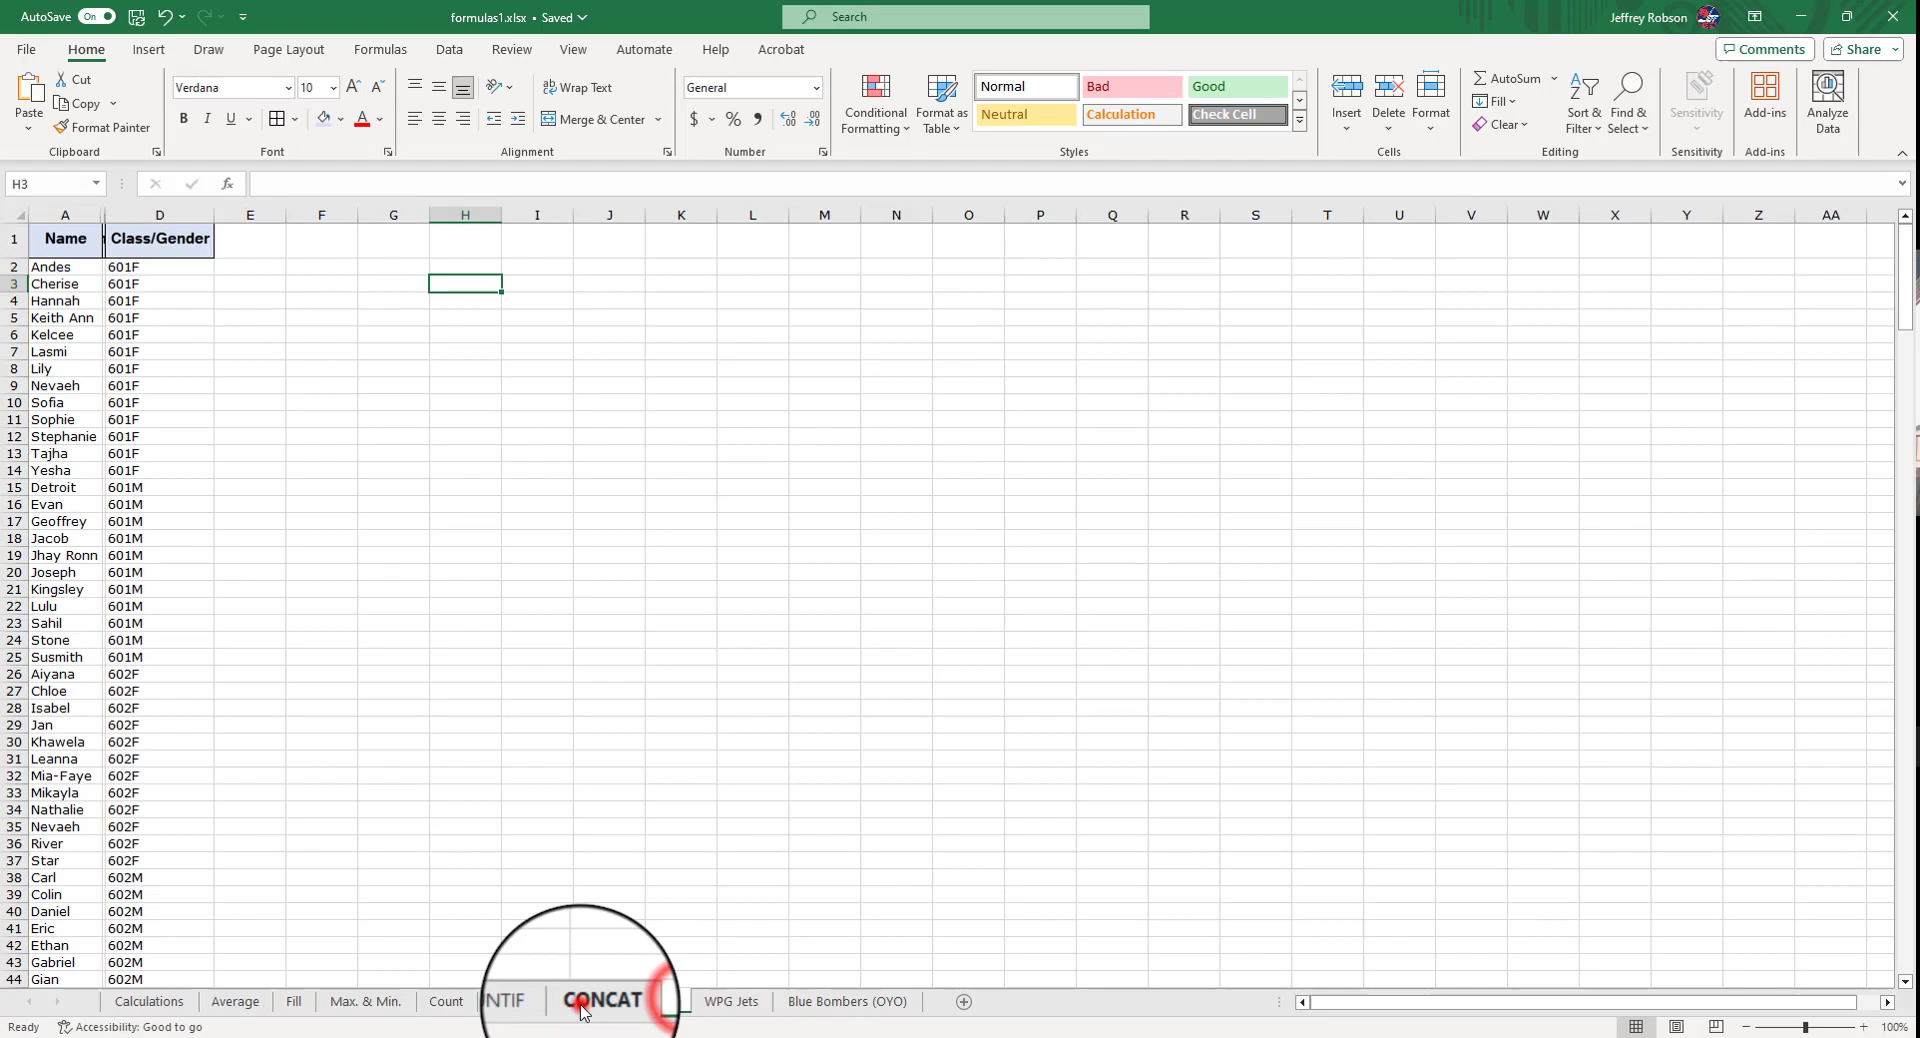 AutoSave On formulas1.xlsx • Saved Search Jeffrey Robson
File Home Insert Draw Page Layout Formulas Data Review View Automate Help Acrobat Comments Share
Paste Cut Copy Format Painter Clipboard
Verdana 10 B I U A Font
Wrap Text Merge & Center Alignment
General $ % Number
Conditional Formatting Format as Table
Normal Bad Good
Neutral Calculation Check Cell
Styles
Insert Delete Format Cells
AutoSum Fill Clear Sort & Filter Find & Select Editing
Sensitivity Sensitivity
Add-ins Add-ins
Analyze Data
H3 fx
A D E F G H I J K L M N O P Q R S T U V W X Y Z AA
1 Name Class/Gender
2 Andes 601F
3 Cherise 601F
4 Hannah 601F
5 Keith Ann 601F
6 Kelcee 601F
7 Lasmi 601F
8 Lily 601F
9 Nevaeh 601F
10 Sofia 601F
11 Sophie 601F
12 Stephanie 601F
13 Tajha 601F
14 Yesha 601F
15 Detroit 601M
16 Evan 601M
17 Geoffrey 601M
18 Jacob 601M
19 Jhay Ronn 601M
20 Joseph 601M
21 Kingsley 601M
22 Lulu 601M
23 Sahil 601M
24 Stone 601M
25 Susmith 601M
26 Aiyana 602F
27 Chloe 602F
28 Isabel 602F
29 Jan 602F
30 Khawela 602F
31 Leanna 602F
32 Mia-Faye 602F
33 Mikayla 602F
34 Nathalie 602F
35 Nevaeh 602F
36 River 602F
37 Star 602F
38 Carl 602M
39 Colin 602M
40 Daniel 602M
41 Eric 602M
42 Ethan 602M
43 Gabriel 602M
44 Gian 602M
Calculations Average Fill Max. & Min. Count NTIF CONCAT WPG Jets Blue Bombers (OYO)
Ready Accessibility: Good to go 100%